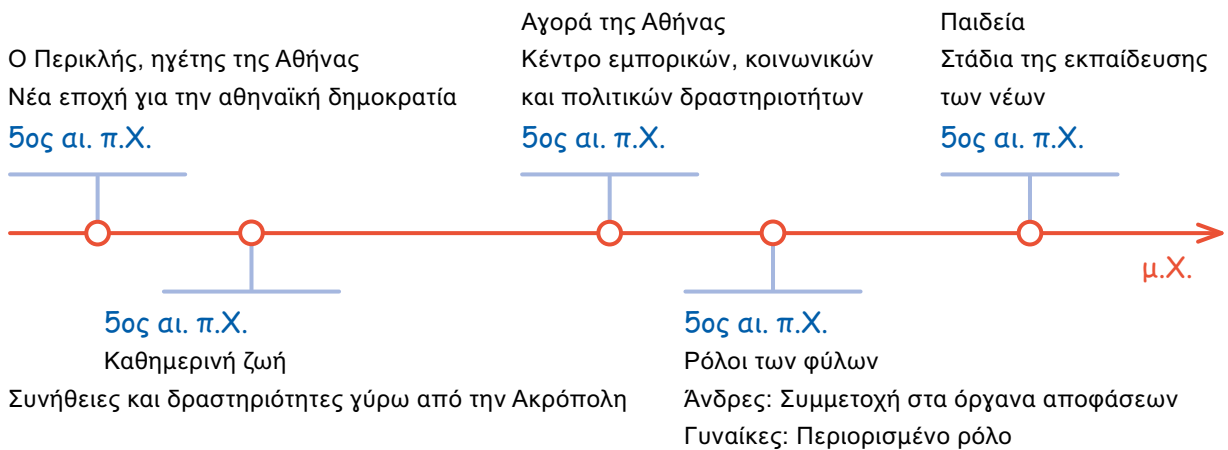 Ο Περικλής, ηγέτης της Αθήνας
Νέα εποχή για την αθηναϊκή δημοκρατία
5ος αι. π.Χ.
Αγορά της Αθήνας
Κέντρο εμπορικών, κοινωνικών
και πολιτικών δραστηριοτήτων
5ος αι. π.Χ.
Παιδεία
Στάδια της εκπαίδευσης
των νέων
5ος αι. π.Χ.
μ.Χ.
5ος αι. π.Χ.
Καθημερινή ζωή
Συνήθειες και δραστηριότητες γύρω από την Ακρόπολη
5ος αι. π.Χ.
Ρόλοι των φύλων
Άνδρες: Συμμετοχή στα όργανα αποφάσεων
Γυναίκες: Περιορισμένο ρόλο